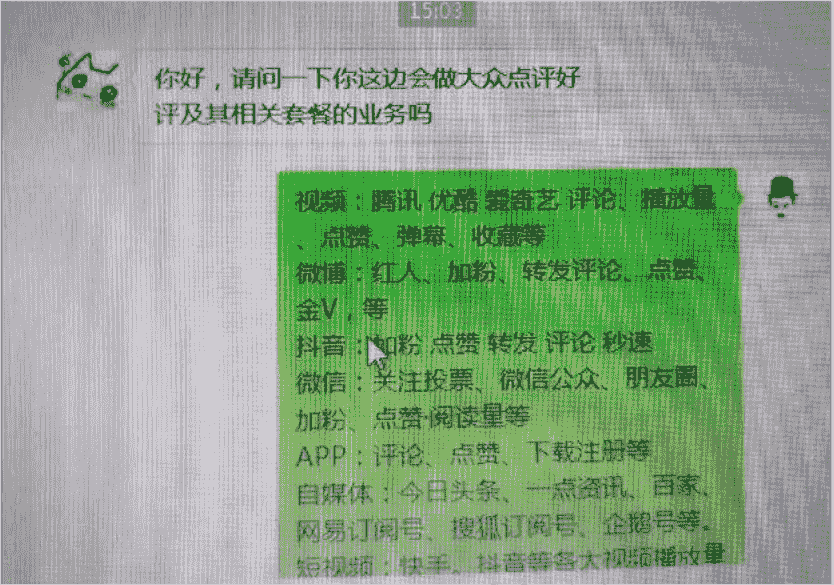 15:03
你好，请问一下你这边会做大众点评好
评及其相关套餐的业务吗
视频：腾讯 优酷 爱奇艺 评论、播放量
、点赞、弹幕、收藏等
微博：红人、加粉、转发评论、点赞、
金V，等
抖音：加粉 点赞 转发 评论 秒速
微信：关注投票、微信公众、朋友圈、
加粉、点赞·阅读量等
APP：评论、点赞、下载注册等
自媒体：今日头条、一点资讯、百家、
网易订阅号、搜狐订阅号、企鹅号等。
短视频：快手、抖音等各大视频播放量